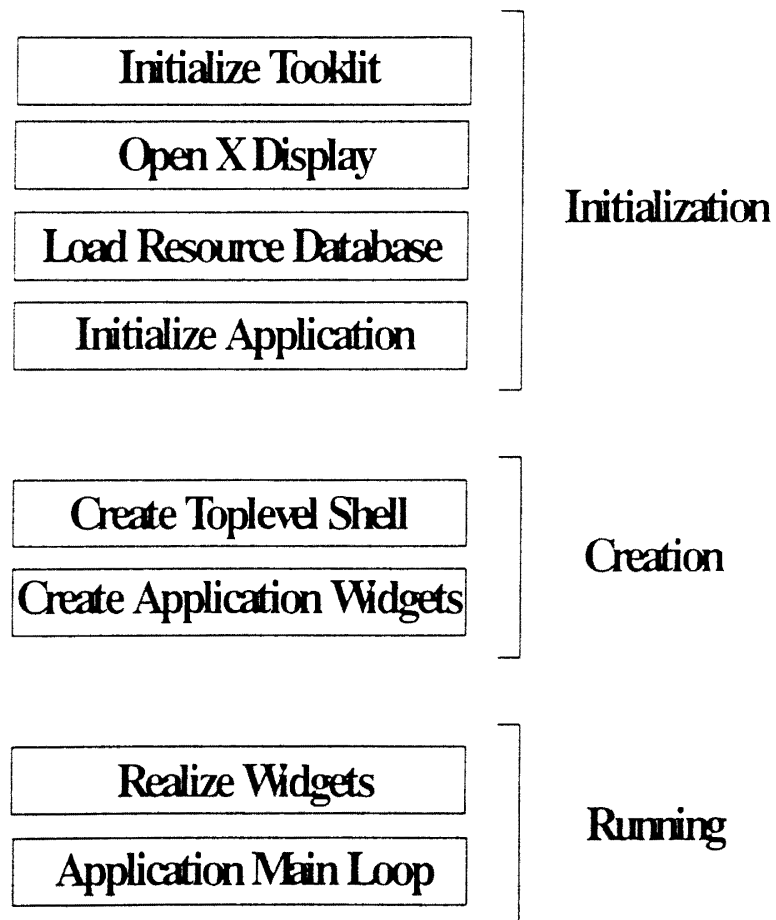 Initialize Tooklit
Open X Display
Load Resource Database
Initialize Application
Initialization
Create Toplevel Shell
Create Application Widgets
Creation
Realize Widgets
Application Main Loop
Running